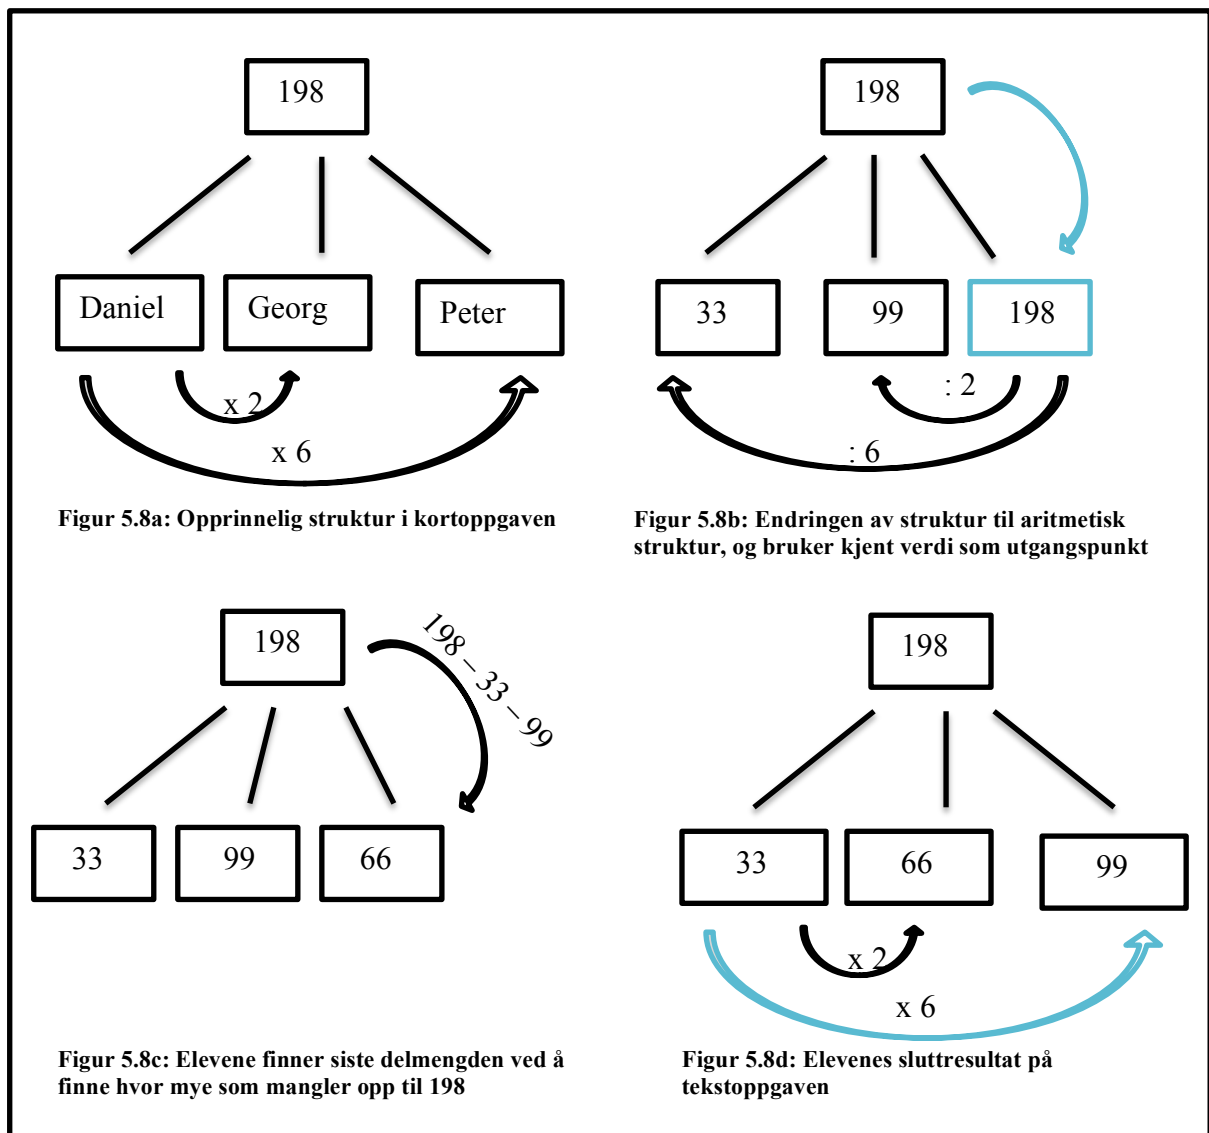 198
Daniel
Georg
Peter
x 2
x 6
Figur 5.8a: Opprinnelig struktur i kortoppgaven
198
33
99
198
: 2
: 6
Figur 5.8b: Endringen av struktur til aritmetisk
struktur, og bruker kjent verdi som utgangspunkt
198
198 – 33 – 99
33
99
66
Figur 5.8c: Elevene finner siste delmengden ved å
finne hvor mye som mangler opp til 198
198
33
66
99
x 2
x 6
Figur 5.8d: Elevenes sluttresultat på
tekstoppgaven